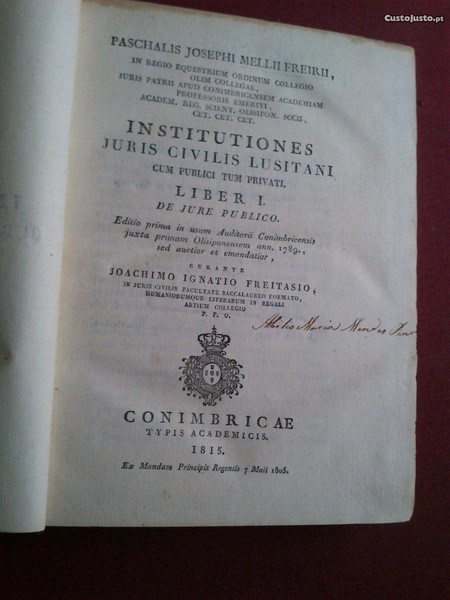 CustoJusto.pt
PASCHALIS JOSEPHI MELLII FREIRII,
IN REGIO EQUESTRIUM ORDINUM COLLEGIO
OLIM COLLEGAE,
JURIS PATRII APUD CONIMBRICENSEM ACADEMIAM
PROFESSORIS EMERITI,
ACADEM. REG. SCIENT. OLISIPON. SOCII,
CET. CET. CET.
INSTITUTIONES
JURIS CIVILIS LUSITANI
CUM PUBLICI TUM PRIVATI.
LIBER I.
DE JURE PUBLICO.
Editio prima in usum Auditorii Conimbricensis
juxta primam Olisiponensem ann. 1789.,
sed auctior et emendatior,
CURANTE
JOACHIMO IGNATIO FREITASIO,
IN JURIS CIVILIS FACULTATE BACCALAUREO FORMATO,
HUMANIORUMQUE LITERARUM IN REGALI
ARTIUM COLLEGIO
P. P. O.
Maria Mendes
CONIMBRICAE
TYPIS ACADEMICIS.
1815.
Ex Mandato Principis Regentis 7 Maii 1805.